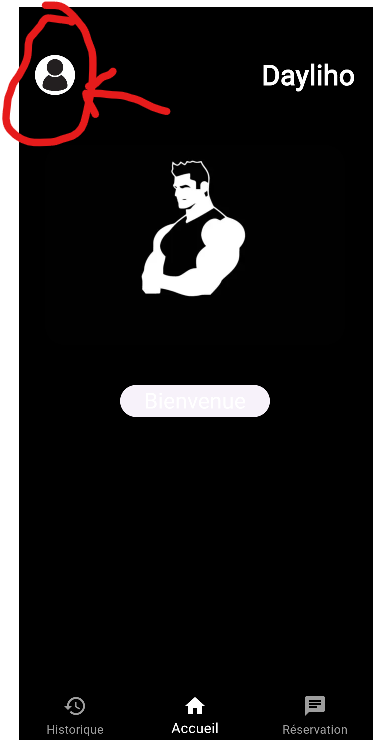 Dayliho
Bienvenue
Historique
Accueil
Réservation